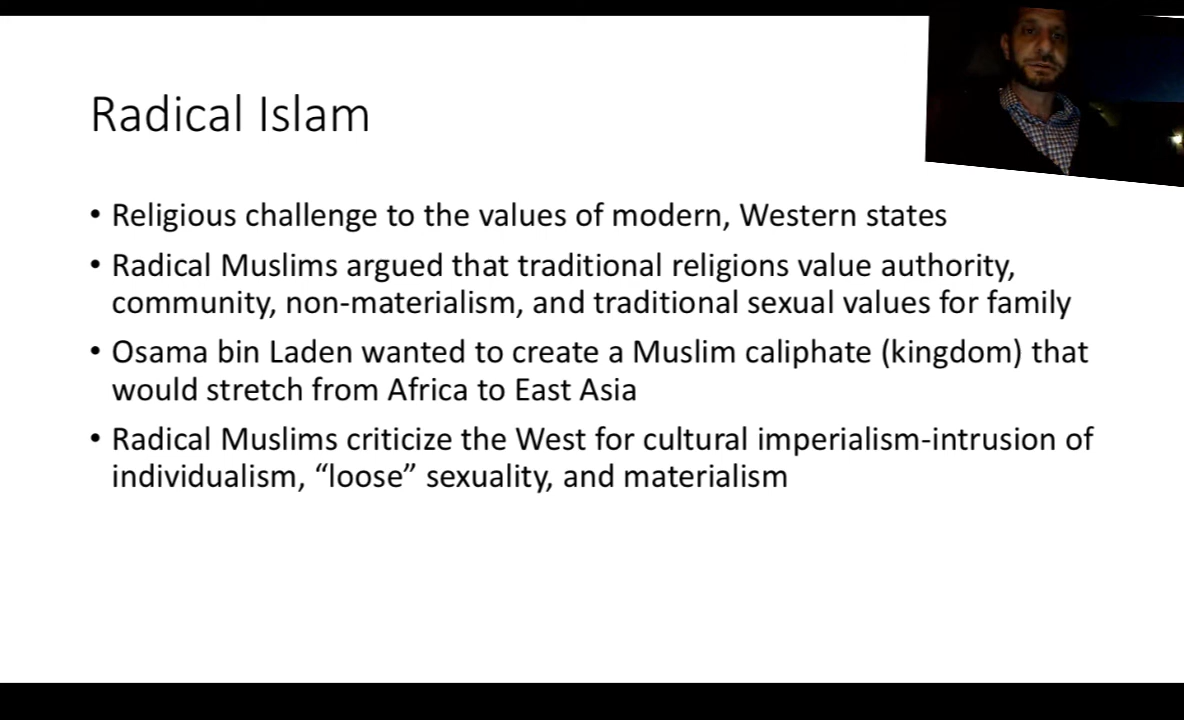 Radical Islam
• Religious challenge to the values of modern, Western states
• Radical Muslims argued that traditional religions value authority,
community, non-materialism, and traditional sexual values for family
• Osama bin Laden wanted to create a Muslim caliphate (kingdom) that
would stretch from Africa to East Asia
• Radical Muslims criticize the West for cultural imperialism-intrusion of
individualism, “loose” sexuality, and materialism